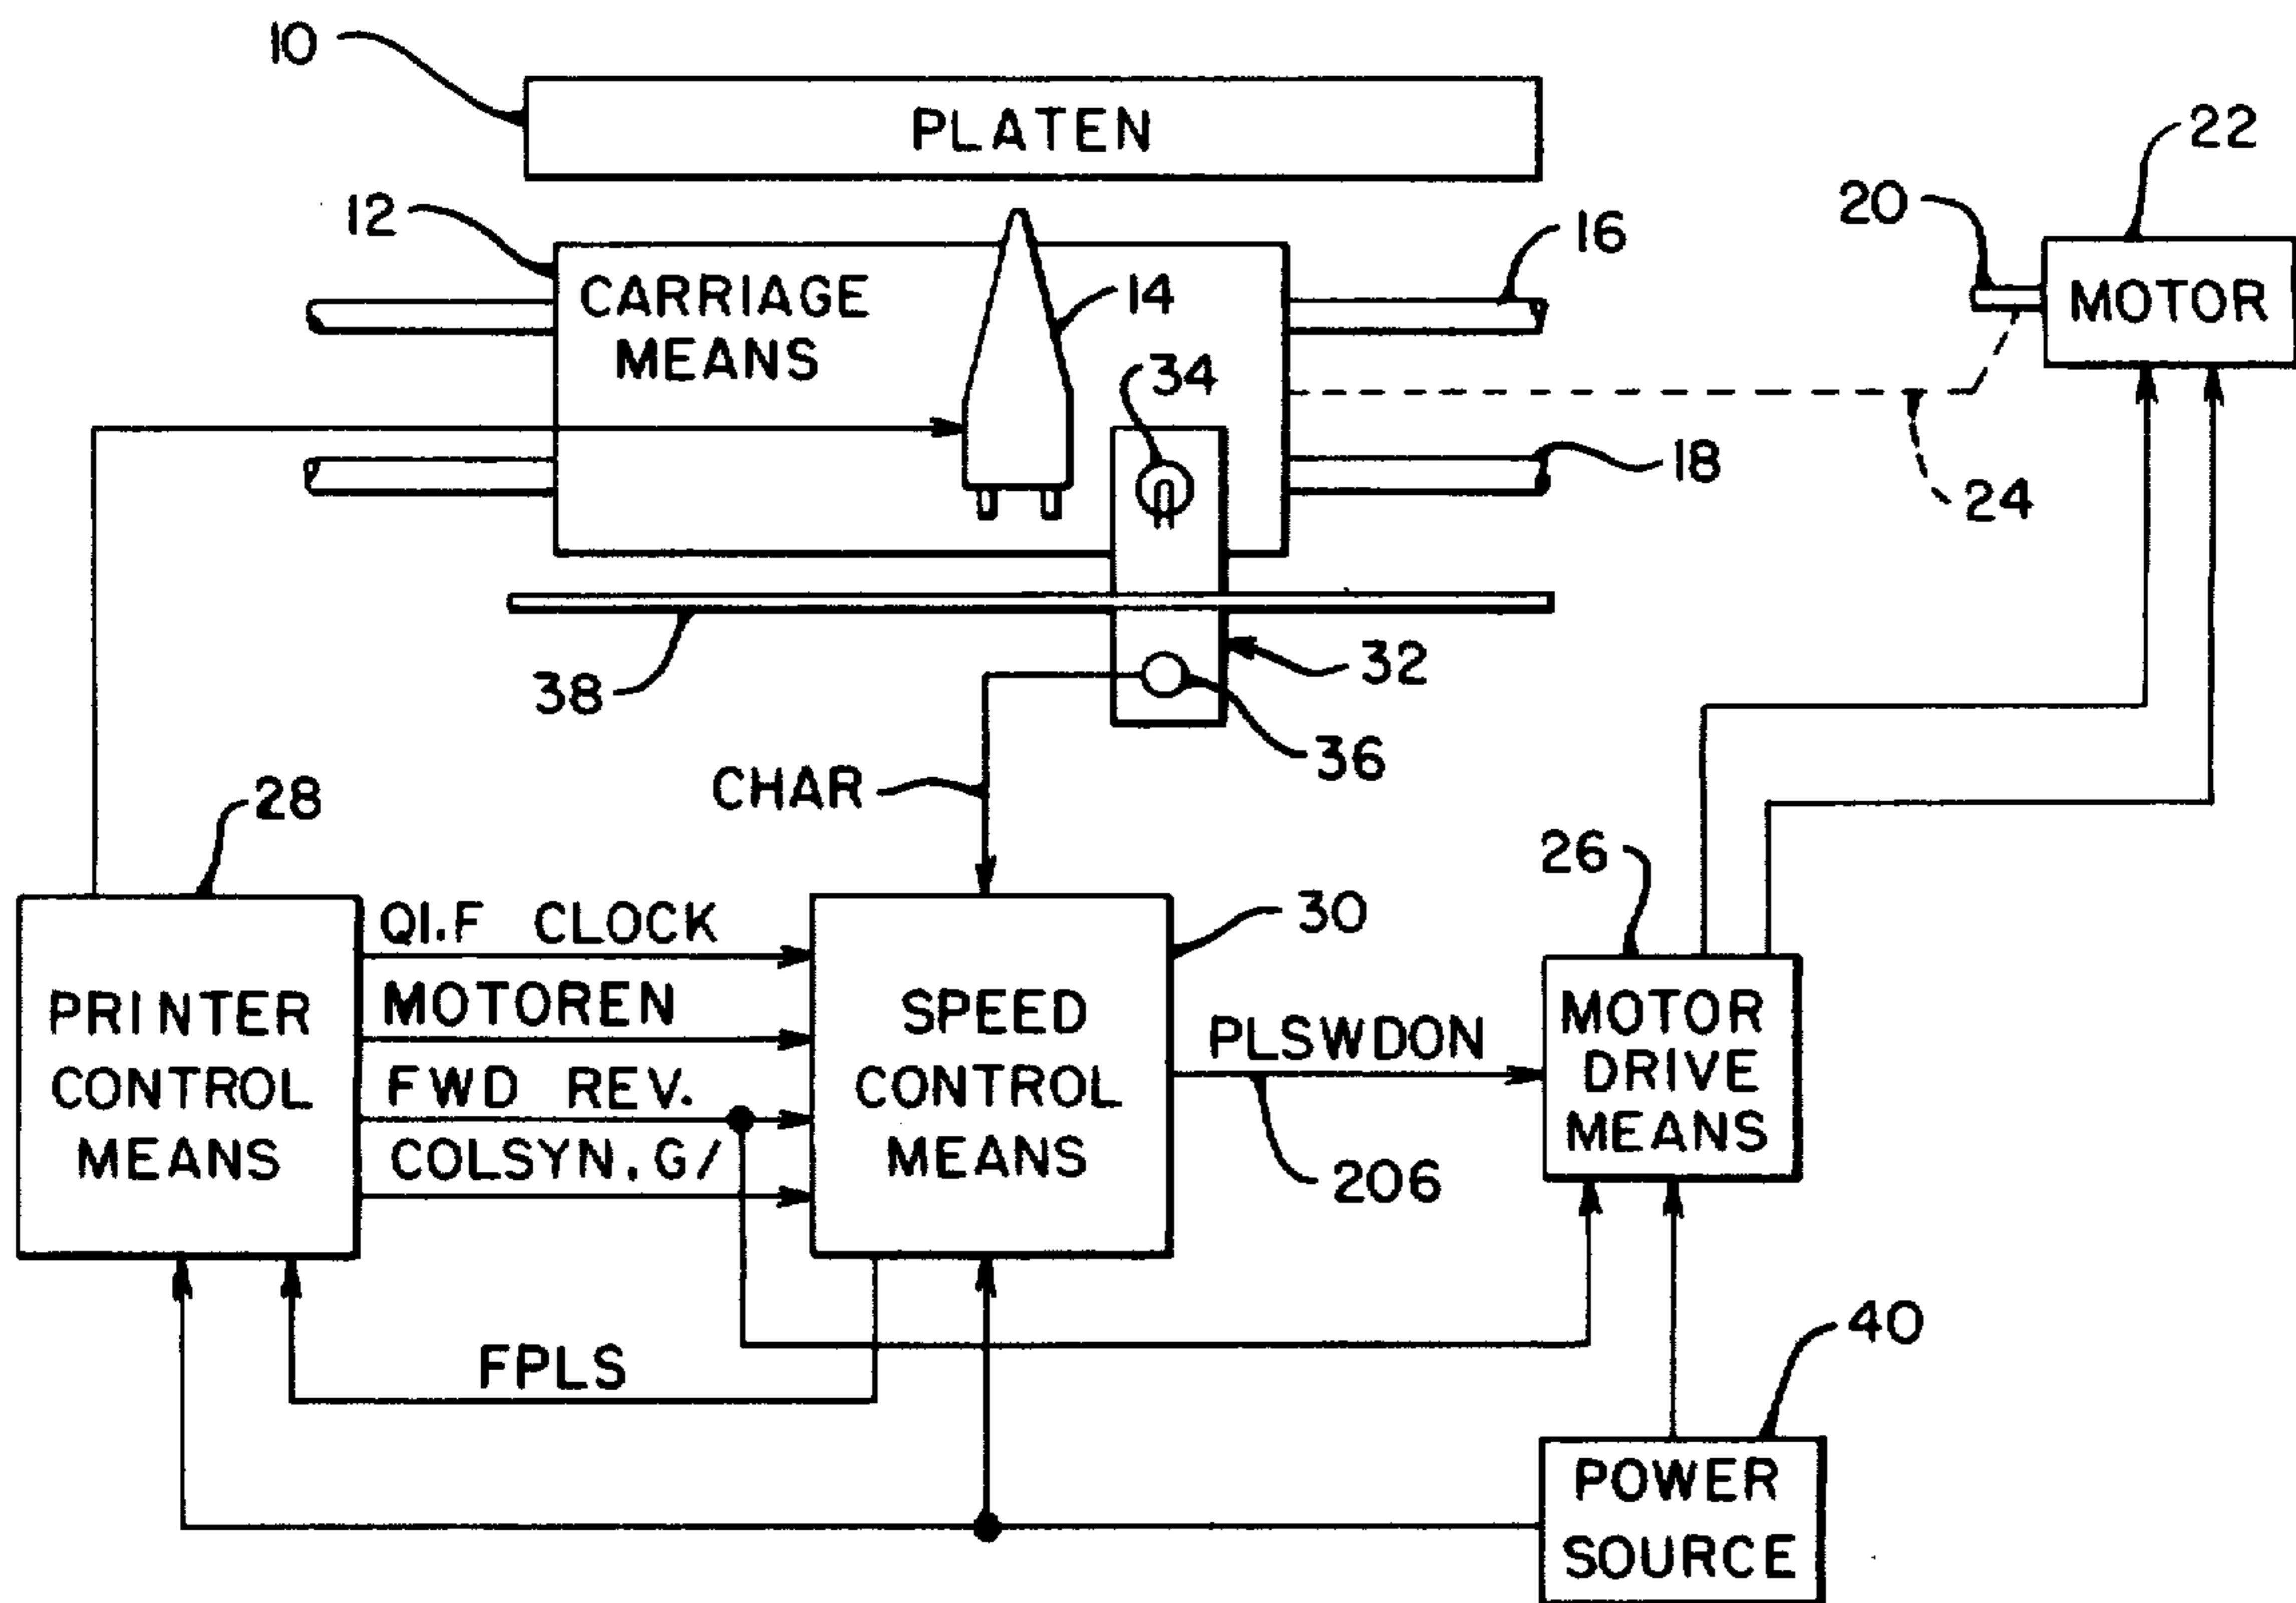 10
PLATEN
22
12
20
16
CARRIAGE
MEANS
14
MOTOR
34
18
24
32
38
36
CHAR
28
26
30
Q1.F CLOCK
MOTOREN
FWD REV.
COLSYN.G/
PRINTER
CONTROL
MEANS
SPEED
CONTROL
MEANS
PLSWDON
206
MOTOR
DRIVE
MEANS
FPLS
40
POWER
SOURCE